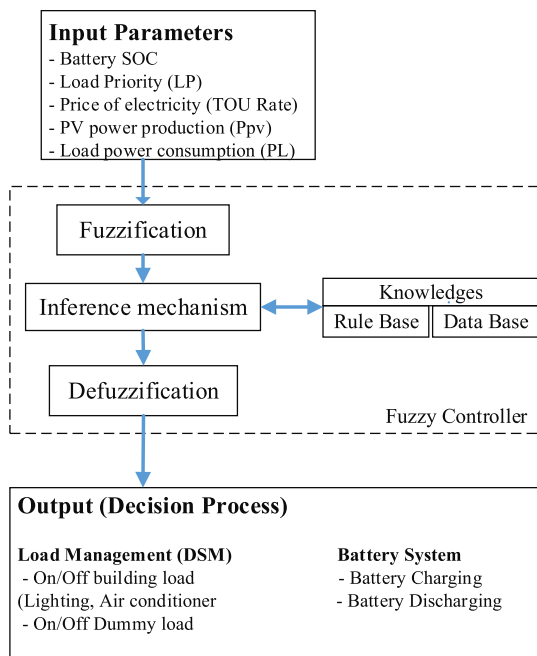 Input Parameters
- Battery SOC
- Load Priority (LP)
- Price of electricity (TOU Rate)
- PV power production (Ppv)
- Load power consumption (PL)
Fuzzification
Inference mechanism
Knowledges
Rule Base
Data Base
Defuzzification
Fuzzy Controller
Output (Decision Process)
Load Management (DSM)
- On/Off building load
(Lighting, Air conditioner
- On/Off Dummy load
Battery System
- Battery Charging
- Battery Discharging